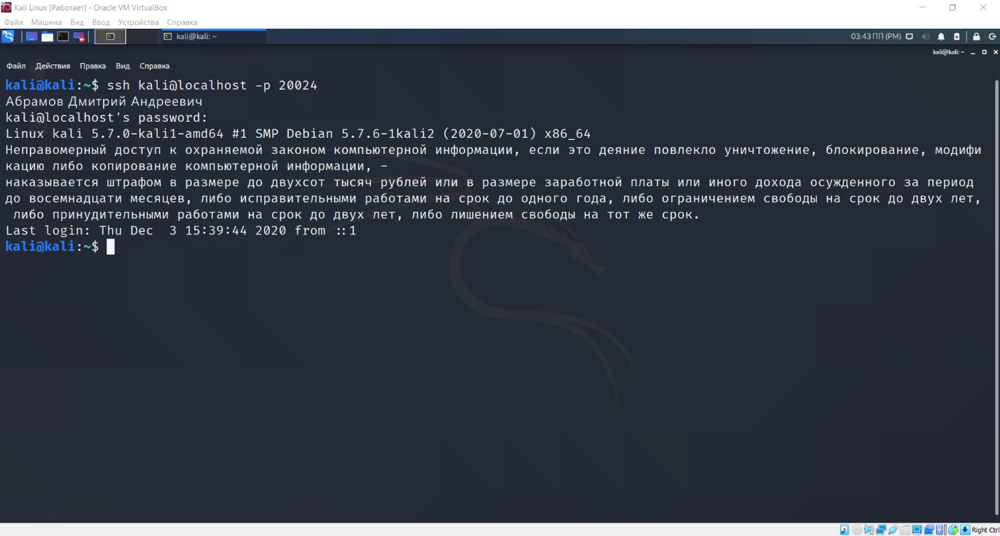 Kali Linux [Работает] - Oracle VM VirtualBox
Файл Машина Вид Ввод Устройства Справка
kali@kali: ~
03:43 ПП (PM)
kali@kali: ~
Файл Действия Правка Вид Справка
kali@kali:~$ ssh kali@localhost -p 20024
Абрамов Дмитрий Андреевич
kali@localhost's password:
Linux kali 5.7.0-kali1-amd64 #1 SMP Debian 5.7.6-1kali2 (2020-07-01) x86_64
Неправомерный доступ к охраняемой законом компьютерной информации, если это деяние повлекло уничтожение, блокирование, модифи
кацию либо копирование компьютерной информации, -
наказывается штрафом в размере до двухсот тысяч рублей или в размере заработной платы или иного дохода осужденного за период
до восемнадцати месяцев, либо исправительными работами на срок до одного года, либо ограничением свободы на срок до двух лет,
либо принудительными работами на срок до двух лет, либо лишением свободы на тот же срок.
Last login: Thu Dec  3 15:39:44 2020 from ::1
kali@kali:~$
Right Ctrl